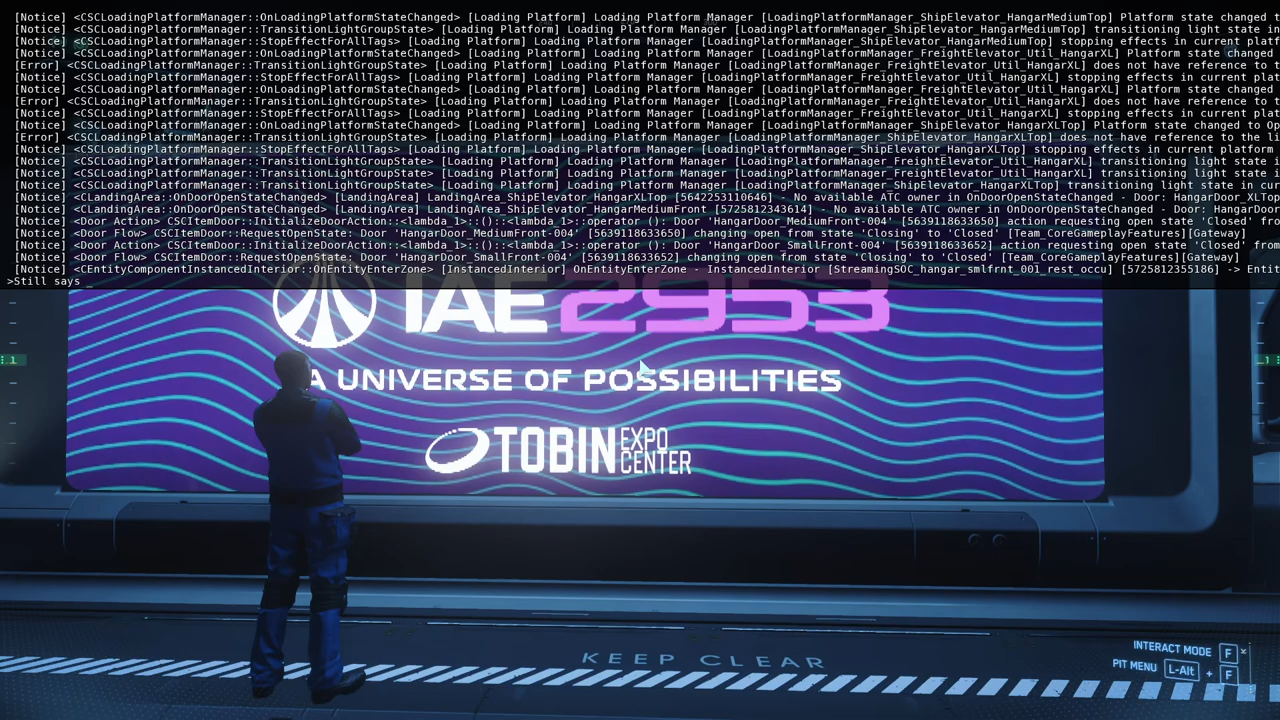 [Notice] <CSCLoadingPlatformManager::OnLoadingPlatformStateChanged> [Loading Platform] Loading Platform Manager [LoadingPlatformManager_ShipElevator_HangarMediumTop] Platform state changed t
[Notice] <CSCLoadingPlatformManager::TransitionLightGroupState> [Loading Platform] Loading Platform Manager [LoadingPlatformManager_ShipElevator_HangarMediumTop] transitioning light state in
[Notice] <CSCLoadingPlatformManager::StopEffectForAllTags> [Loading Platform] Loading Platform Manager [LoadingPlatformManager_ShipElevator_HangarMediumTop] stopping effects in current platf
[Notice] <CSCLoadingPlatformManager::OnLoadingPlatformStateChanged> [Loading Platform] Loading Platform Manager [LoadingPlatformManager_FreightElevator_Util_HangarXL] Platform state changed
[Error] <CSCLoadingPlatformManager::TransitionLightGroupState> [Loading Platform] Loading Platform Manager [LoadingPlatformManager_FreightElevator_Util_HangarXL] does not have reference to t
[Notice] <CSCLoadingPlatformManager::StopEffectForAllTags> [Loading Platform] Loading Platform Manager [LoadingPlatformManager_FreightElevator_Util_HangarXL] stopping effects in current plat
[Notice] <CSCLoadingPlatformManager::OnLoadingPlatformStateChanged> [Loading Platform] Loading Platform Manager [LoadingPlatformManager_FreightElevator_Util_HangarXL] Platform state changed
[Error] <CSCLoadingPlatformManager::TransitionLightGroupState> [Loading Platform] Loading Platform Manager [LoadingPlatformManager_FreightElevator_Util_HangarXL] does not have reference to t
[Notice] <CSCLoadingPlatformManager::StopEffectForAllTags> [Loading Platform] Loading Platform Manager [LoadingPlatformManager_FreightElevator_Util_HangarXL] stopping effects in current plat
[Notice] <CSCLoadingPlatformManager::OnLoadingPlatformStateChanged> [Loading Platform] Loading Platform Manager [LoadingPlatformManager_ShipElevator_HangarXLTop] Platform state changed to Op
[Error] <CSCLoadingPlatformManager::TransitionLightGroupState> [Loading Platform] Loading Platform Manager [LoadingPlatformManager_ShipElevator_HangarXLTop] does not have reference to the li
[Notice] <CSCLoadingPlatformManager::StopEffectForAllTags> [Loading Platform] Loading Platform Manager [LoadingPlatformManager_ShipElevator_HangarXLTop] stopping effects in current platform
[Notice] <CSCLoadingPlatformManager::TransitionLightGroupState> [Loading Platform] Loading Platform Manager [LoadingPlatformManager_FreightElevator_Util_HangarXL] transitioning light state i
[Notice] <CSCLoadingPlatformManager::TransitionLightGroupState> [Loading Platform] Loading Platform Manager [LoadingPlatformManager_FreightElevator_Util_HangarXL] transitioning light state i
[Notice] <CSCLoadingPlatformManager::TransitionLightGroupState> [Loading Platform] Loading Platform Manager [LoadingPlatformManager_ShipElevator_HangarXLTop] transitioning light state in cur
[Notice] <CLandingArea::OnDoorOpenStateChanged> [LandingArea] LandingArea_ShipElevator_HangarXLTop [5642253110646] - No available ATC owner in OnDoorOpenStateChanged - Door: HangarDoor_XLTop
[Notice] <CLandingArea::OnDoorOpenStateChanged> [LandingArea] LandingArea_ShipElevator_HangarMediumFront [5725812343614] - No available ATC owner in OnDoorOpenStateChanged - Door: HangarDoor
[Notice] <Door Action> CSCItemDoor::InitializeDoorAction::<lambda_1>::()::<lambda_1>::operator (): Door 'HangarDoor_MediumFront-004' [5639118633650] action requesting open state 'Closed' fro
[Notice] <Door Flow> CSCItemDoor::RequestOpenState: Door 'HangarDoor_MediumFront-004' [5639118633650] changing open from state 'Closing' to 'Closed' [Team_CoreGameplayFeatures][Gateway]
[Notice] <Door Action> CSCItemDoor::InitializeDoorAction::<lambda_1>::()::<lambda_1>::operator (): Door 'HangarDoor_SmallFront-004' [5639118633652] action requesting open state 'Closed' from
[Notice] <Door Flow> CSCItemDoor::RequestOpenState: Door 'HangarDoor_SmallFront-004' [5639118633652] changing open from state 'Closing' to 'Closed' [Team_CoreGameplayFeatures][Gateway]
[Notice] <CEntityComponentInstancedInterior::OnEntityEnterZone> [InstancedInterior] OnEntityEnterZone - InstancedInterior [StreamingSOC_hangar_smlfrnt_001_rest_occu] [5725812355186] -> Entit
>Still says _
IAE 2953
A UNIVERSE OF POSSIBILITIES
TOBIN EXPO CENTER
KEEP CLEAR
INTERACT MODE F
PIT MENU L-Alt + F